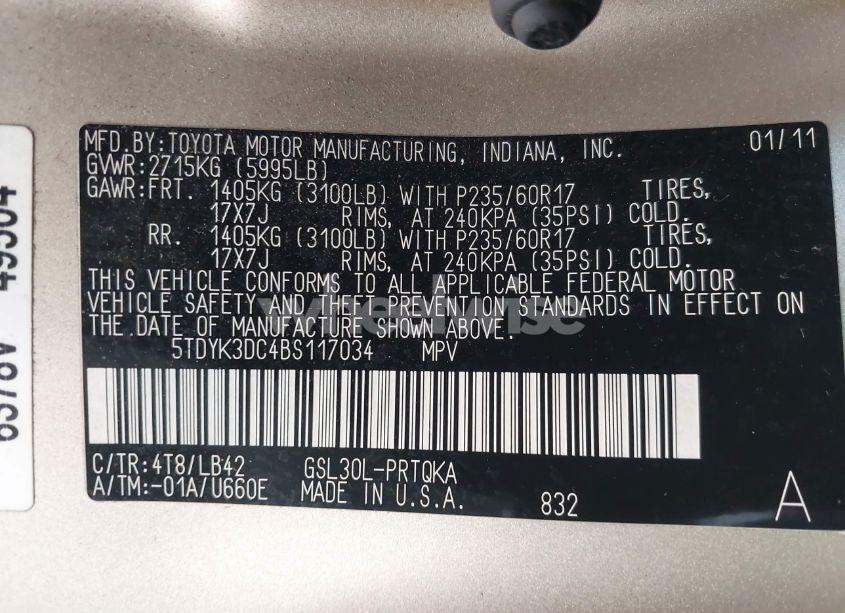 MFD. BY: TOYOTA MOTOR MANUFACTURING, INDIANA, INC. 01/11
GVWR: 2715KG (5995LB)
GAWR: FRT. 1405KG (3100LB) WITH P235/60R17 TIRES,
17X7J RIMS, AT 240KPA (35PSI) COLD.
RR. 1405KG (3100LB) WITH P235/60R17 TIRES,
17X7J RIMS, AT 240KPA (35PSI) COLD.
THIS VEHICLE CONFORMS TO ALL APPLICABLE FEDERAL MOTOR
VEHICLE SAFETY AND THEFT PREVENTION STANDARDS IN EFFECT ON
THE DATE OF MANUFACTURE SHOWN ABOVE.
5TDYK3DC4BS117034 MPV
C/TR: 4T8/LB42 GSL30L-PRTQKA
A/TM: -01A/U660E MADE IN U.S.A. 832 A